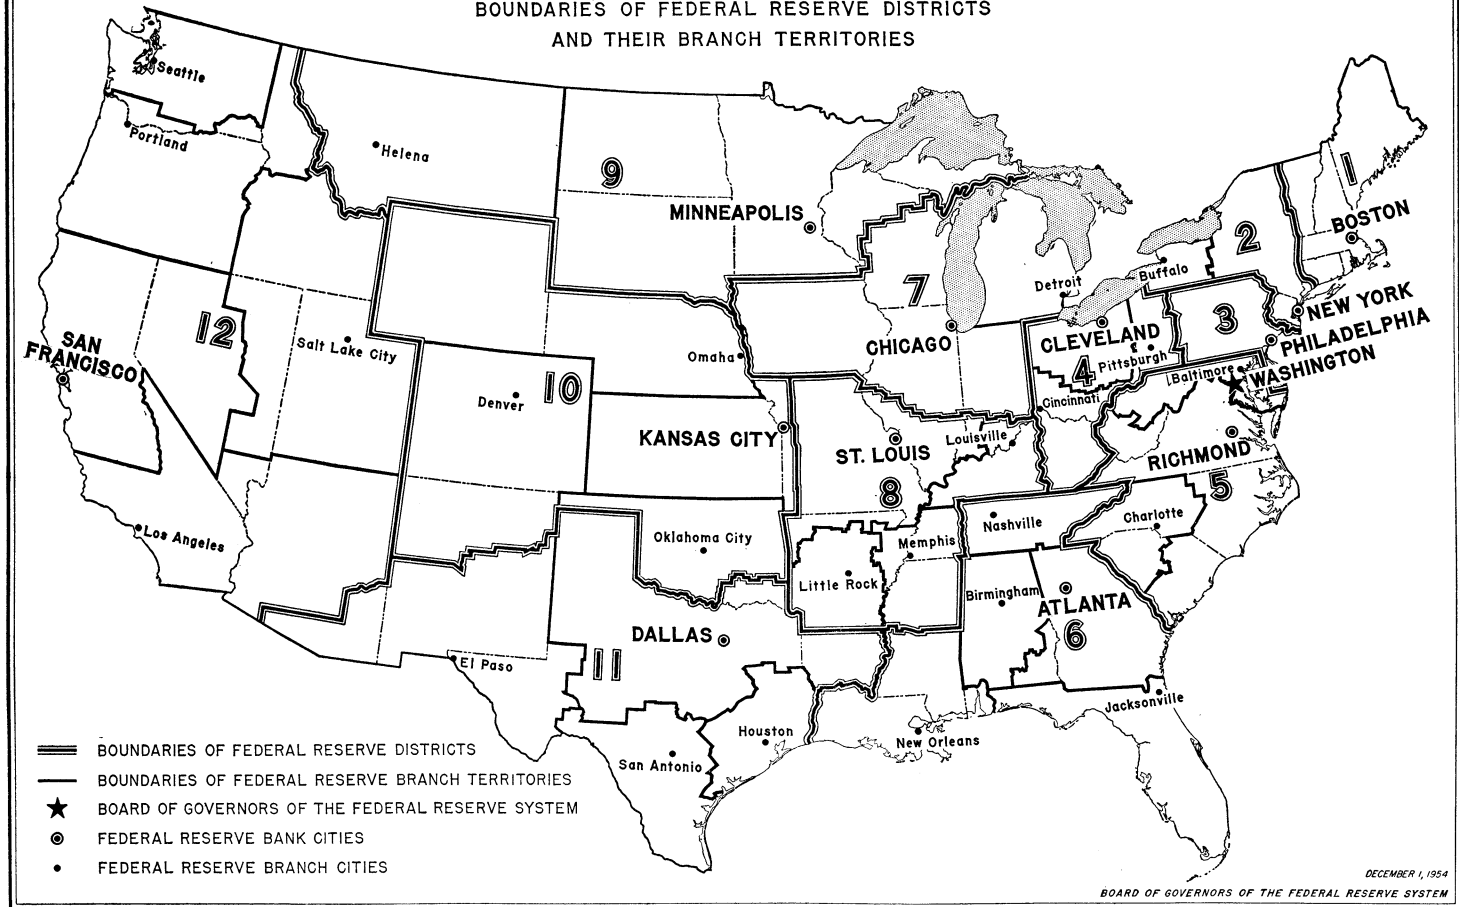 BOUNDARIES OF FEDERAL RESERVE DISTRICTS
AND THEIR BRANCH TERRITORIES
Seattle
Portland
Helena
9
MINNEAPOLIS
1
BOSTON
2
Buffalo
Detroit
7
CHICAGO
NEW YORK
3
PHILADELPHIA
WASHINGTON
CLEVELAND
Pittsburgh
4
Baltimore
Cincinnati
12
SAN
FRANCISCO
Salt Lake City
Omaha
10
Denver
KANSAS CITY
ST. LOUIS
Louisville
8
RICHMOND
5
Charlotte
Nashville
Memphis
Los Angeles
Oklahoma City
Little Rock
Birmingham
ATLANTA
6
DALLAS
11
El Paso
Houston
San Antonio
New Orleans
Jacksonville
BOUNDARIES OF FEDERAL RESERVE DISTRICTS
BOUNDARIES OF FEDERAL RESERVE BRANCH TERRITORIES
BOARD OF GOVERNORS OF THE FEDERAL RESERVE SYSTEM
FEDERAL RESERVE BANK CITIES
FEDERAL RESERVE BRANCH CITIES
DECEMBER 1, 1954
BOARD OF GOVERNORS OF THE FEDERAL RESERVE SYSTEM